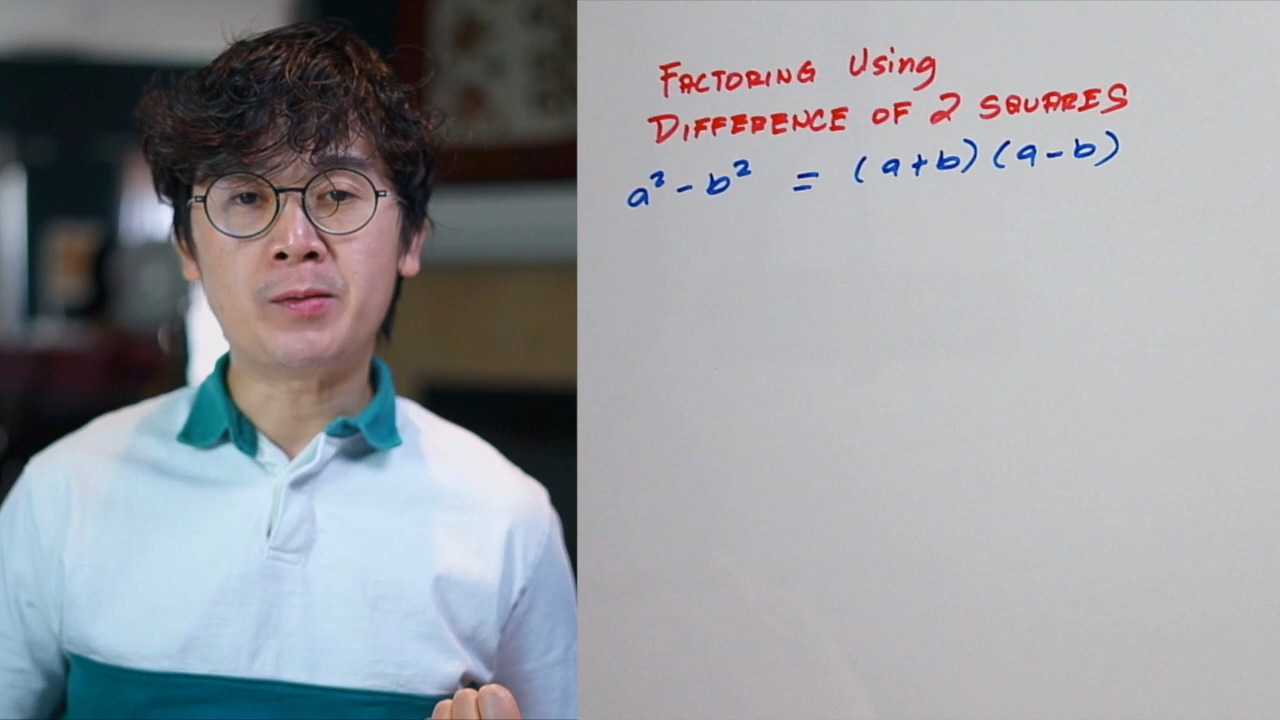 FACTORING Using
DIFFERENCE OF 2 SQUARES
a² - b² = (a+b)(a-b)